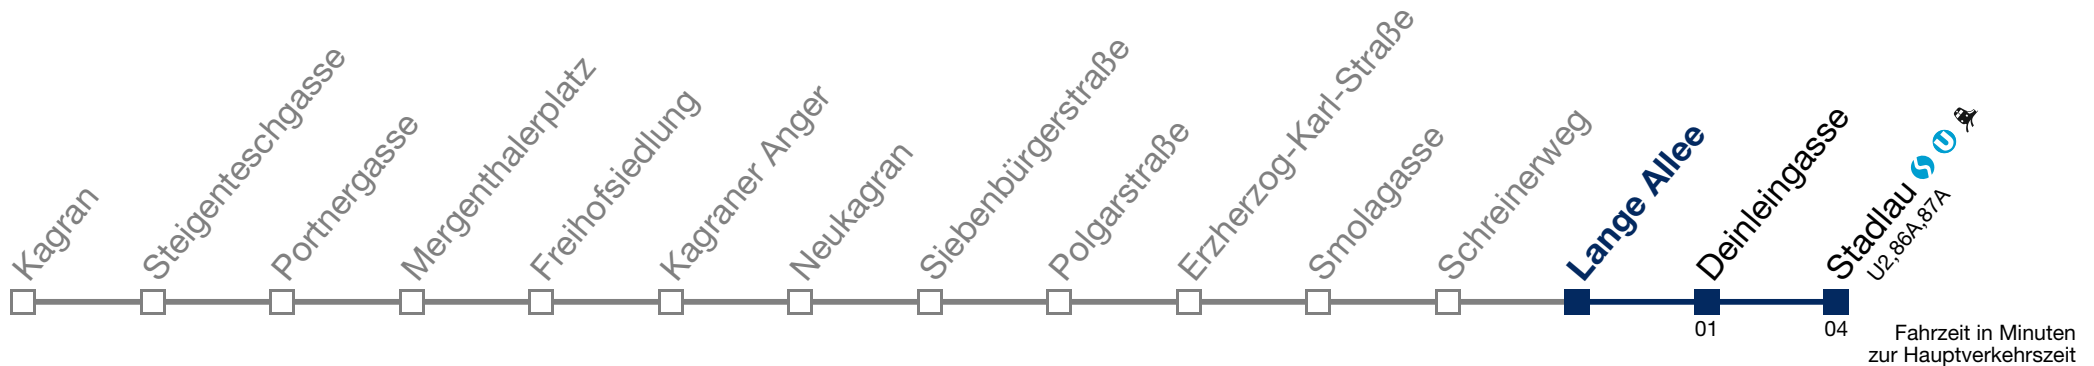 Kagran
Steigenteschgasse
Portnergasse
Mergenthalerplatz
Freihofsiedlung
Kagraner Anger
Neukagran
Siebenbürgerstraße
Polgarstraße
Erzherzog-Karl-Straße
Smolagasse
Schreinerweg
Lange Allee
Deinleingasse
01
Stadlau S U
U2,86A,87A
04
Fahrzeit in Minuten
zur Hauptverkehrszeit